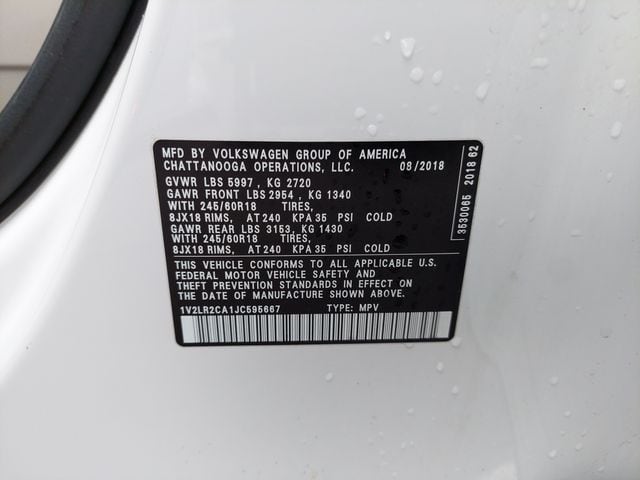 MFD BY VOLKSWAGEN GROUP OF AMERICA
CHATTANOOGA OPERATIONS, LLC. 08/2018
GVWR LBS 5997 , KG 2720
GAWR FRONT LBS 2954 , KG 1340
WITH 245/60R18 TIRES,
8JX18 RIMS, AT 240 KPA 35 PSI COLD
GAWR REAR LBS 3153, KG 1430
WITH 245/60R18 TIRES,
8JX18 RIMS, AT 240 KPA 35 PSI COLD
THIS VEHICLE CONFORMS TO ALL APPLICABLE U.S.
FEDERAL MOTOR VEHICLE SAFETY AND
THEFT PREVENTION STANDARDS IN EFFECT ON
THE DATE OF MANUFACTURE SHOWN ABOVE.
1V2LR2CA1JC595667 TYPE: MPV
3530065 2018 62